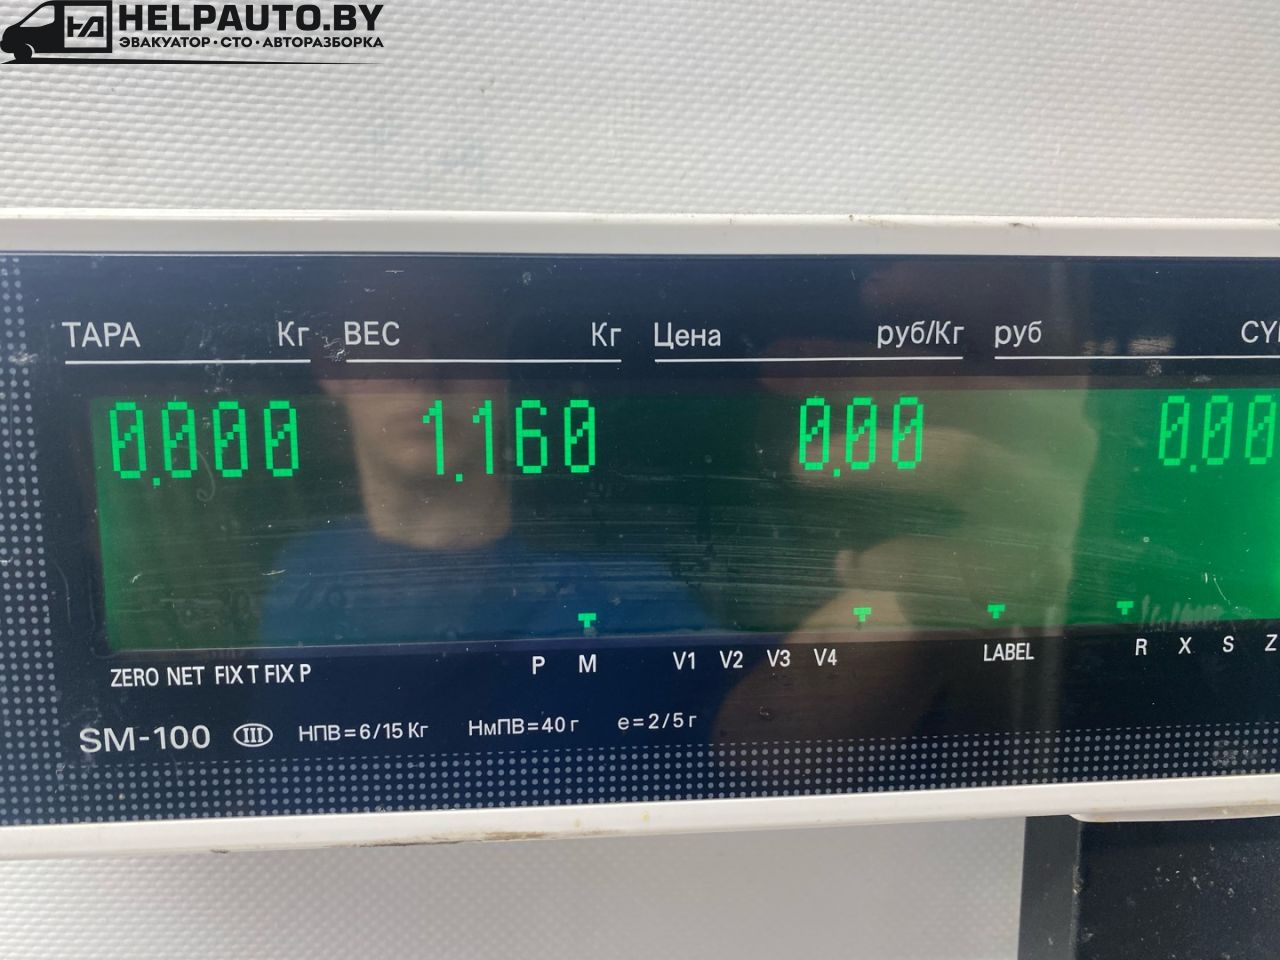 HELPAUTO.BY
ЭВАКУАТОР·СТО·АВТОРАЗБОРКА
ТАРА Кг ВЕС Кг Цена руб/Кг руб
0.000 1.160 0.00 0.00
ZERO NET FIX T FIX P P M V1 V2 V3 V4 LABEL R X S Z
SM-100 III НПВ=6/15 Кг НмПВ=40 г e=2/5 г